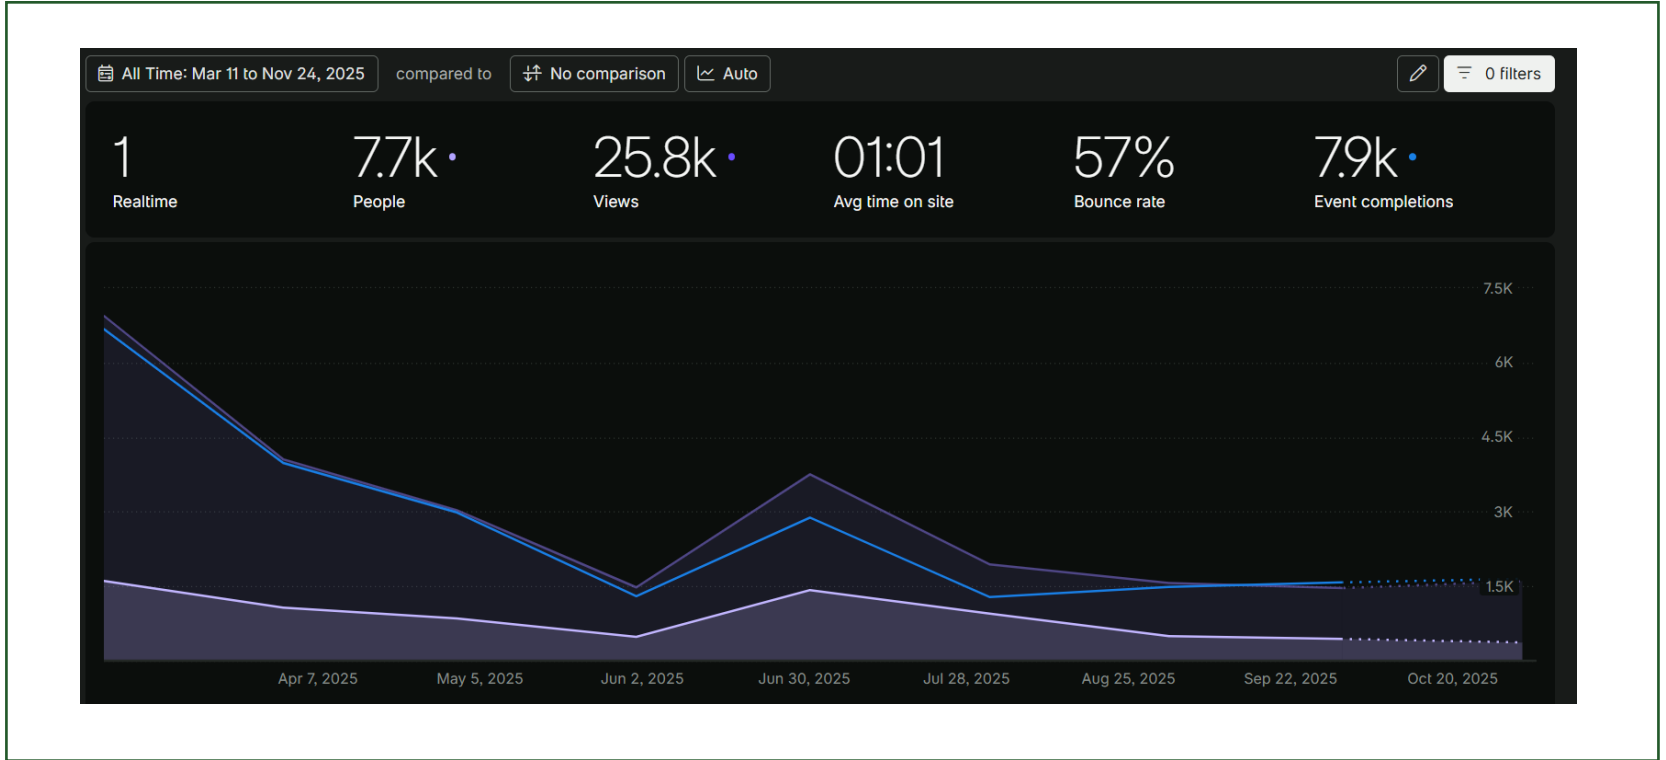 All Time: Mar 11 to Nov 24, 2025 compared to No comparison Auto 0 filters
1 7.7k 25.8k 01:01 57% 7.9k
Realtime People Views Avg time on site Bounce rate Event completions
7.5K
6K
4.5K
3K
1.5K
Apr 7, 2025 May 5, 2025 Jun 2, 2025 Jun 30, 2025 Jul 28, 2025 Aug 25, 2025 Sep 22, 2025 Oct 20, 2025